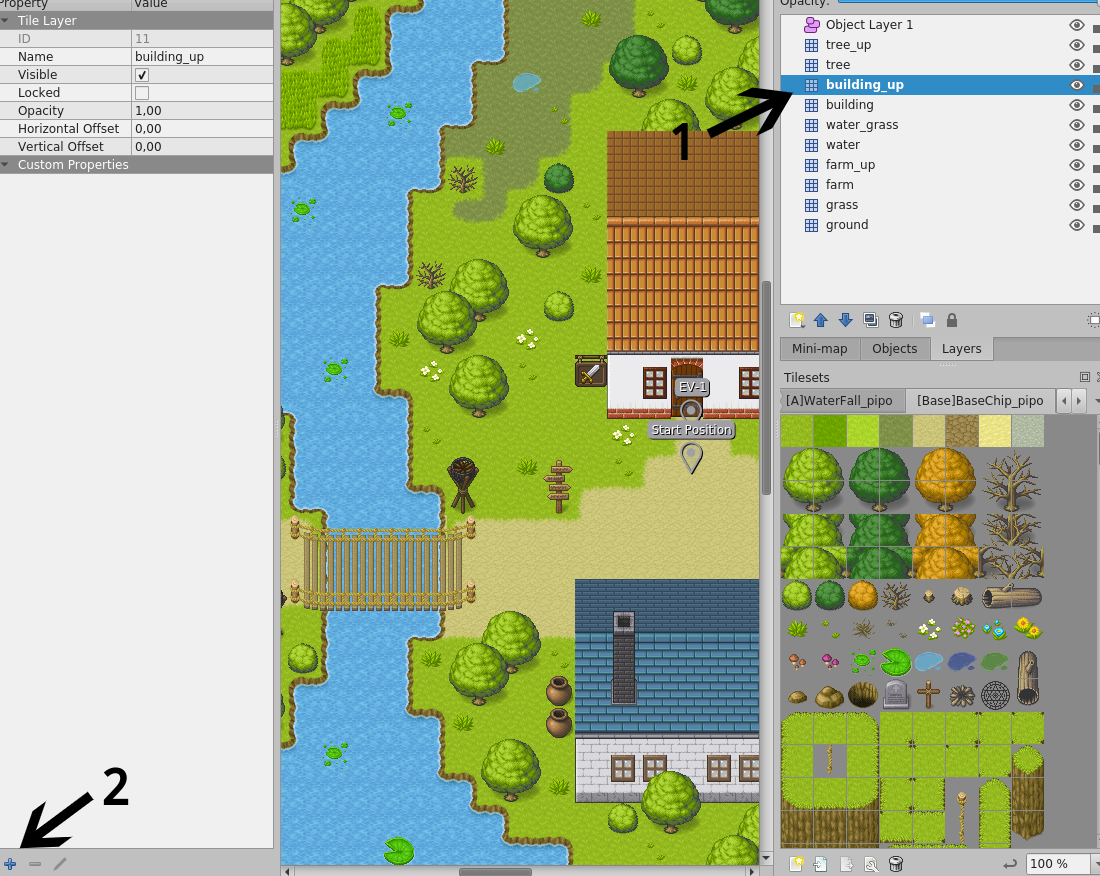 Property
Value
Tile Layer
ID 11
Name building_up
Visible
Locked
Opacity 1,00
Horizontal Offset 0,00
Vertical Offset 0,00
Custom Properties
2
EV-1
Start Position
Opacity:
Object Layer 1
tree_up
tree
building_up
1
building
water_grass
water
farm_up
farm
grass
ground
Mini-map Objects Layers
Tilesets
[A]WaterFall_pipo [Base]BaseChip_pipo
100 %